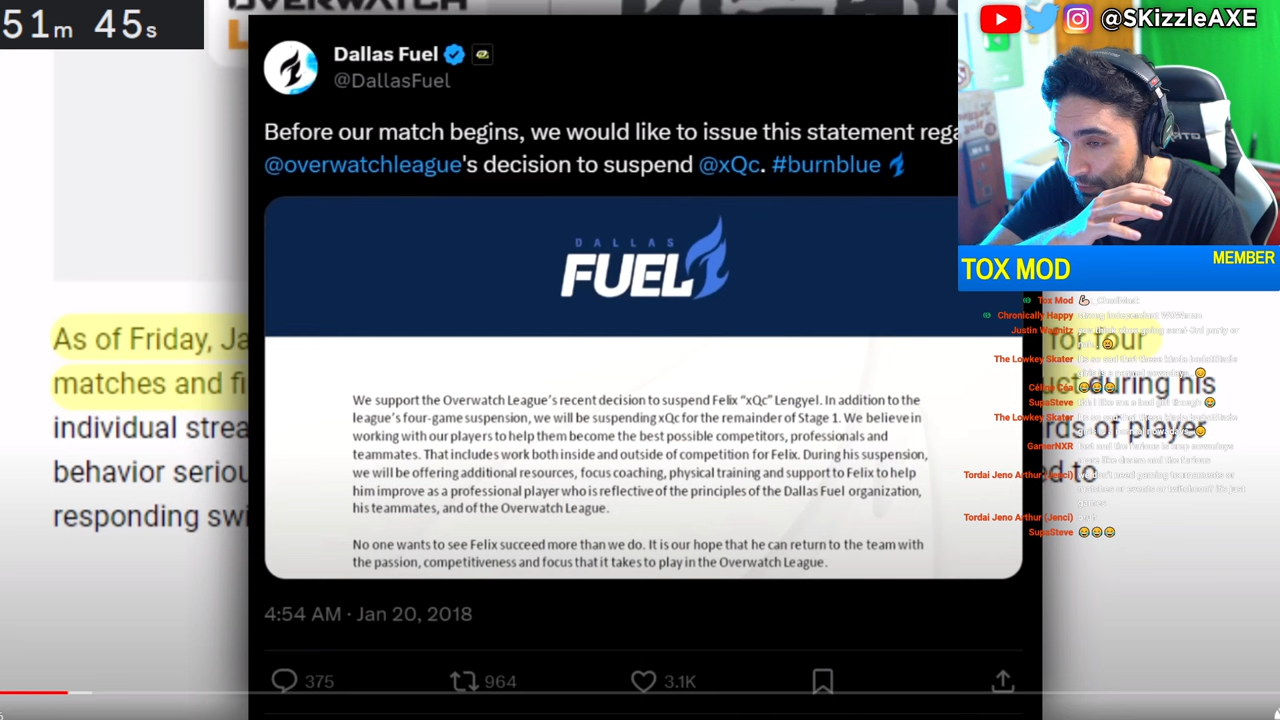 51m 45s
OVERWATCH
@SKizzleAXE
Dallas Fuel
@DallasFuel
Before our match begins, we would like to issue this statement rega
@overwatchleague's decision to suspend @xQc. #burnblue
DALLAS
FUEL
We support the Overwatch League's recent decision to suspend Felix "xQc" Lengyel. In addition to the
league's four-game suspension, we will be suspending xQc for the remainder of Stage 1. We believe in
working with our players to help them become the best possible competitors, professionals and
teammates. That includes work both inside and outside of competition for Felix. During his suspension,
we will be offering additional resources, focus coaching, physical training and support to Felix to help
him improve as a professional player who is reflective of the principles of the Dallas Fuel organization,
his teammates, and of the Overwatch League.
No one wants to see Felix succeed more than we do. It is our hope that he can return to the team with
the passion, competitiveness and focus that it takes to play in the Overwatch League.
4:54 AM · Jan 20, 2018
375
964
3.1K
As of Friday, Ja
for four
matches and fi
during his
individual strea
rds of player
behavior seriou
ed to
responding swi
TOX MOD
MEMBER
Tox Mod
Chronically Happy
Justin Wagnitz
The Lowkey Skater
Céline Cea
SupaSteve
The Lowkey Skater
GamerNXR
Tordai Jeno Arthur (Jenci)
Tordai Jeno Arthur (Jenci)
SupaSteve